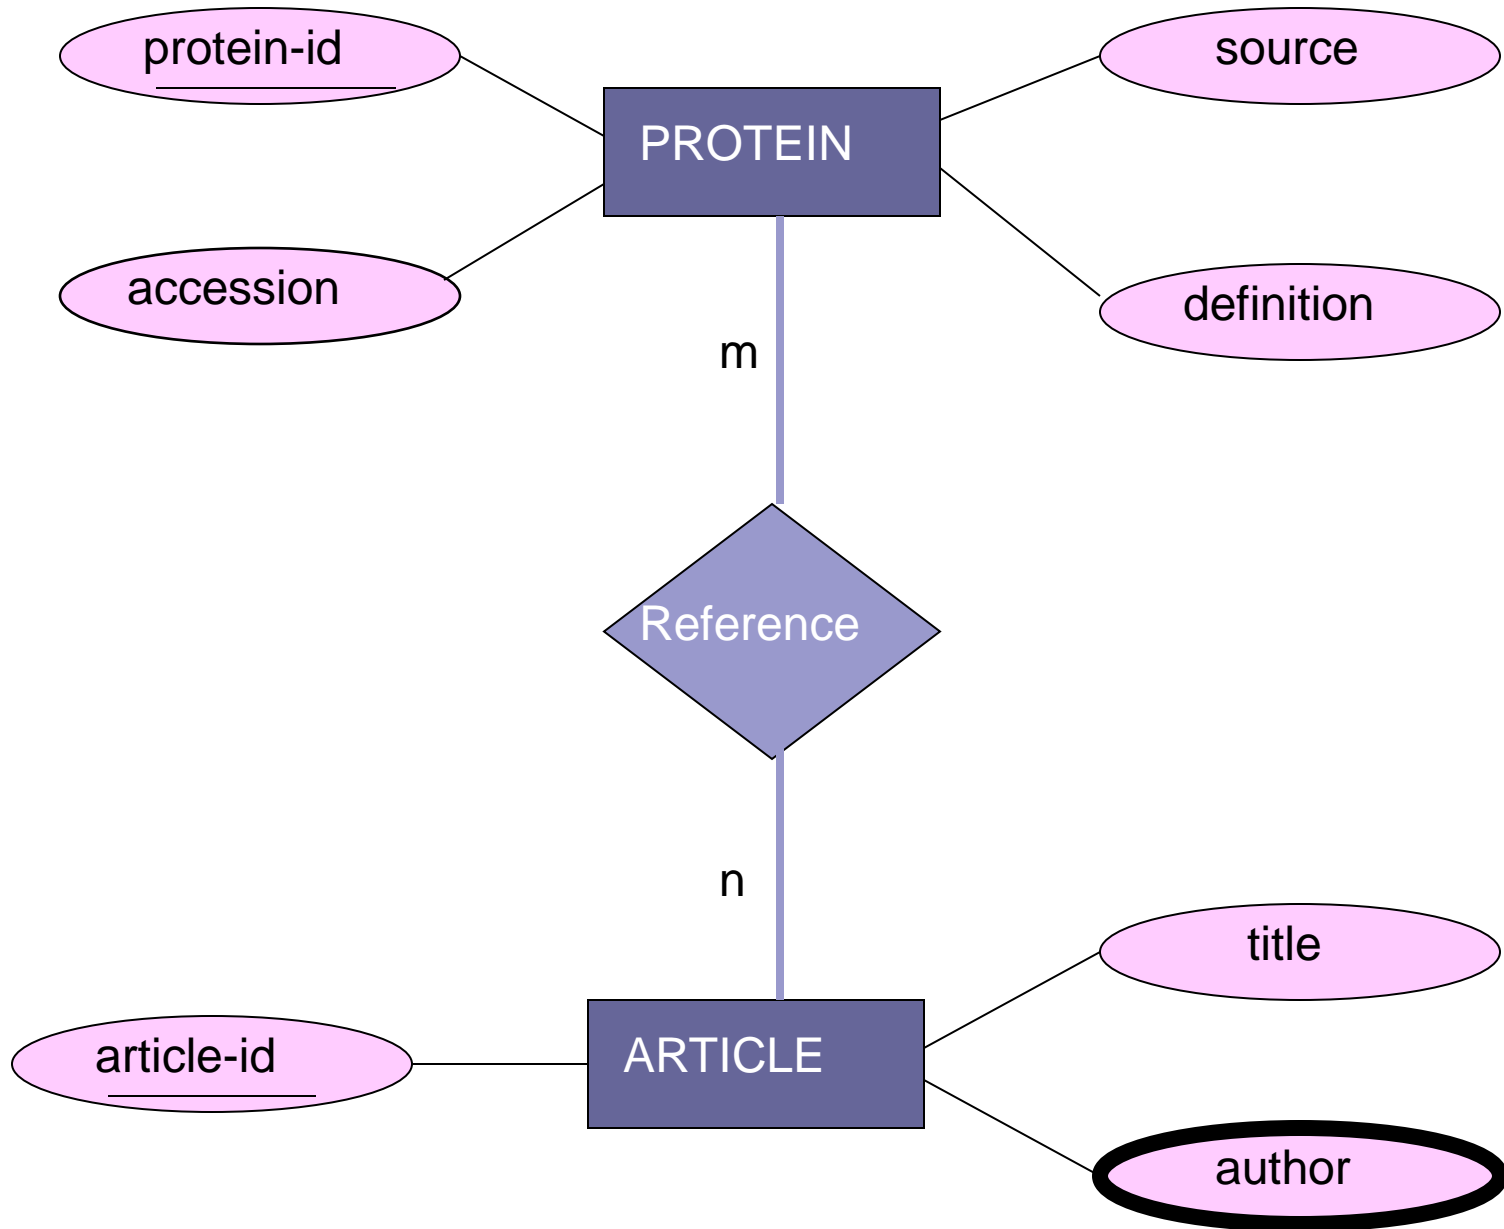 protein-id
source
PROTEIN
accession
definition
m
Reference
n
title
article-id
ARTICLE
author